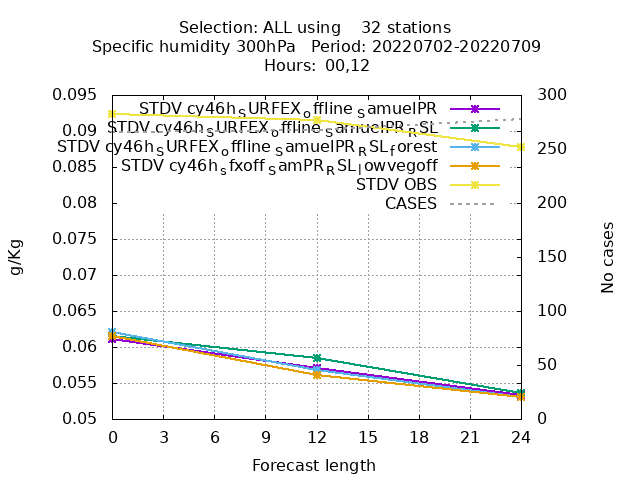 Selection: ALL using    32 stations
Specific humidity 300hPa   Period: 20220702-20220709
Hours: 00,12
STDV cy46h_SURFEX_offline_SamuelPR
STDV cy46h_SURFEX_offline_SamuelPR_RSL
STDV cy46h_SURFEX_offline_SamuelPR_RSL_forest
STDV cy46h_sfxoff_SamPR_RSL_lowvegoff
STDV OBS
CASES
0.095
0.09
0.085
0.08
0.075
0.07
0.065
0.06
0.055
0.05
300
250
200
150
100
50
0
g/Kg
No cases
0 3 6 9 12 15 18 21 24
Forecast length